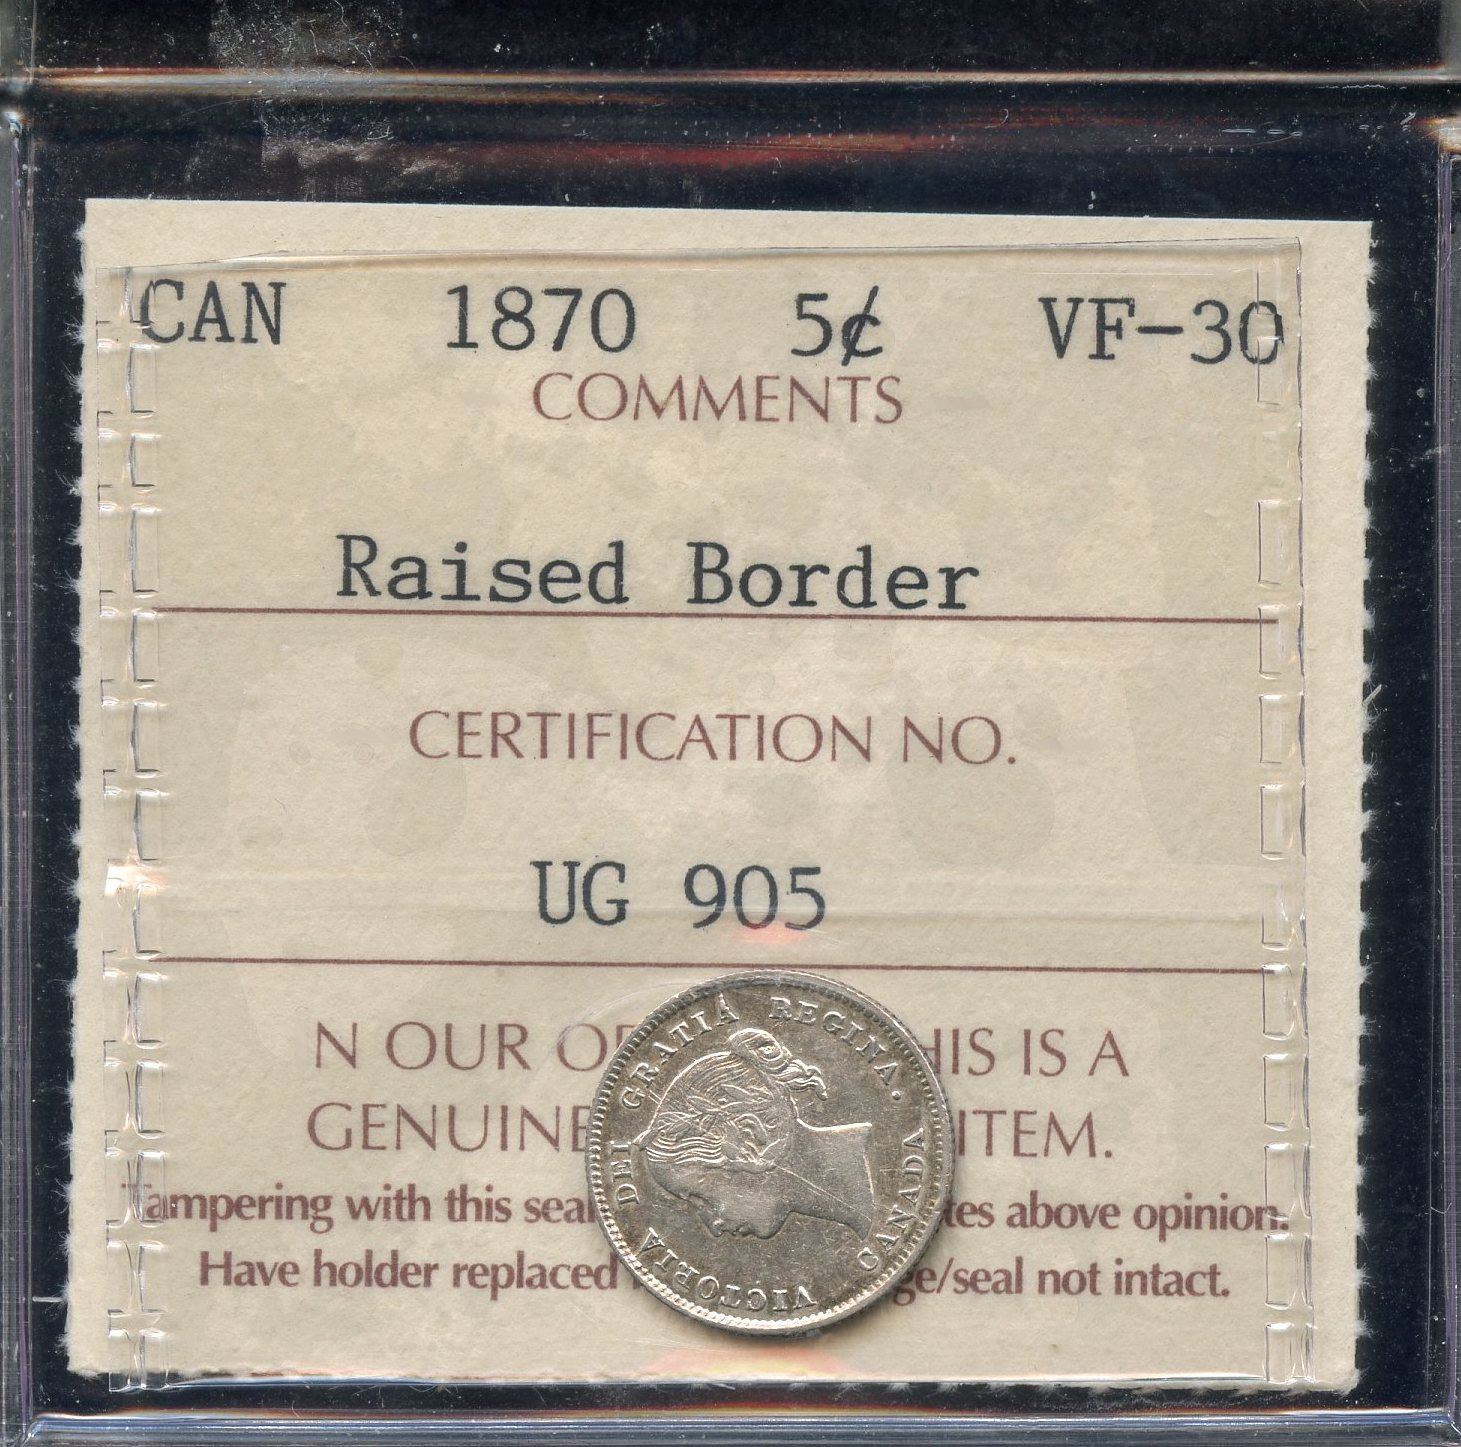 CAN 1870 5¢ VF-30
COMMENTS
Raised Border
CERTIFICATION NO.
UG 905
N OUR OP HIS IS A
GENUINE ITEM.
Tampering with this seal tes above opinion.
Have holder replaced ge/seal not intact.
VICTORIA DEI GRATIA REGINA.
CANADA